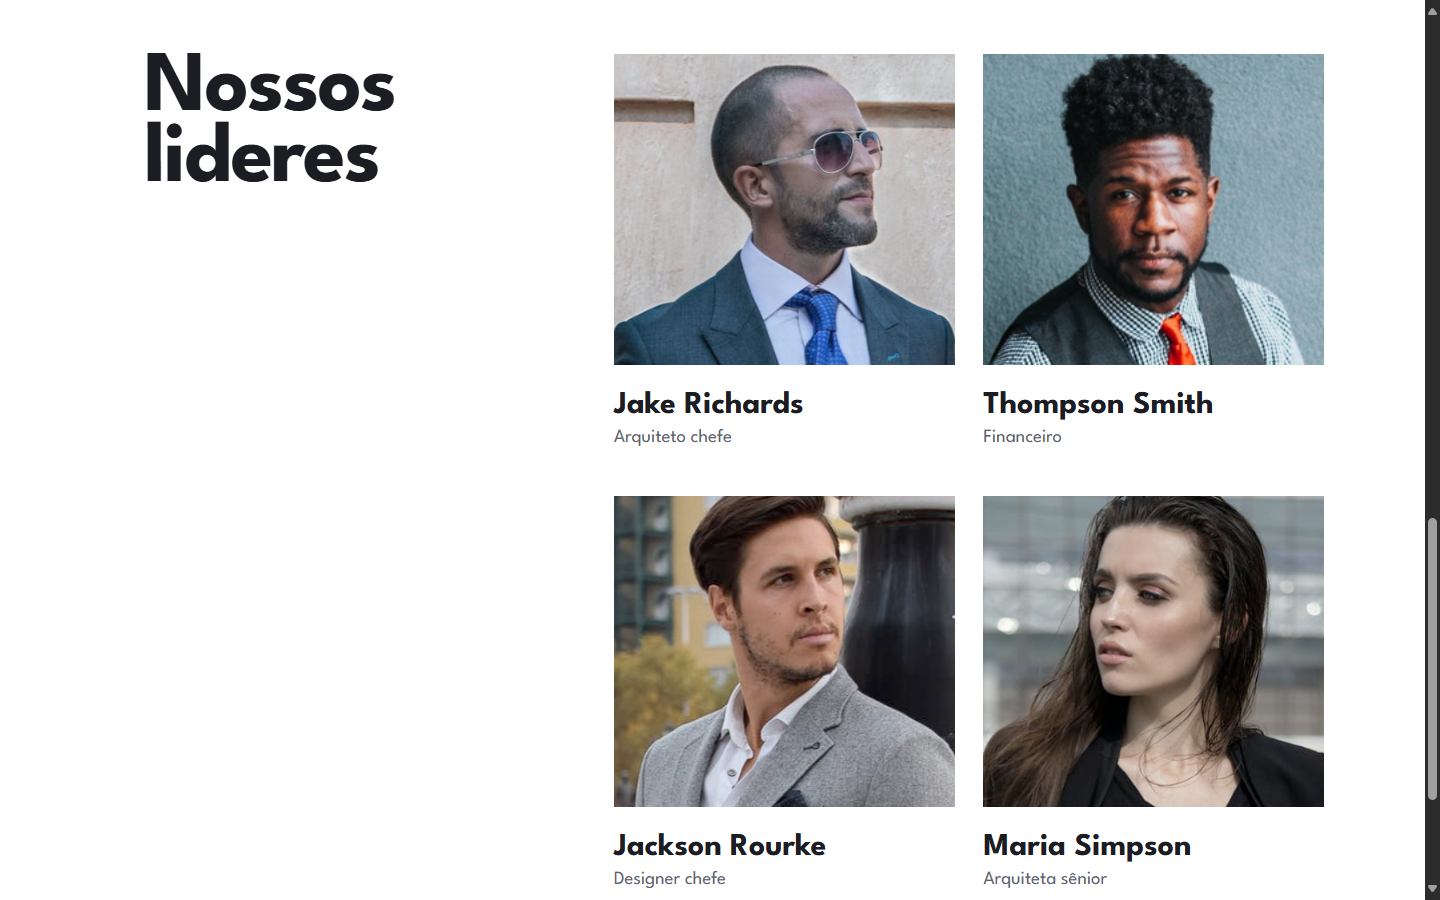 Nossos
lideres
Jake Richards
Arquiteto chefe
Thompson Smith
Financeiro
Jackson Rourke
Designer chefe
Maria Simpson
Arquiteta sênior